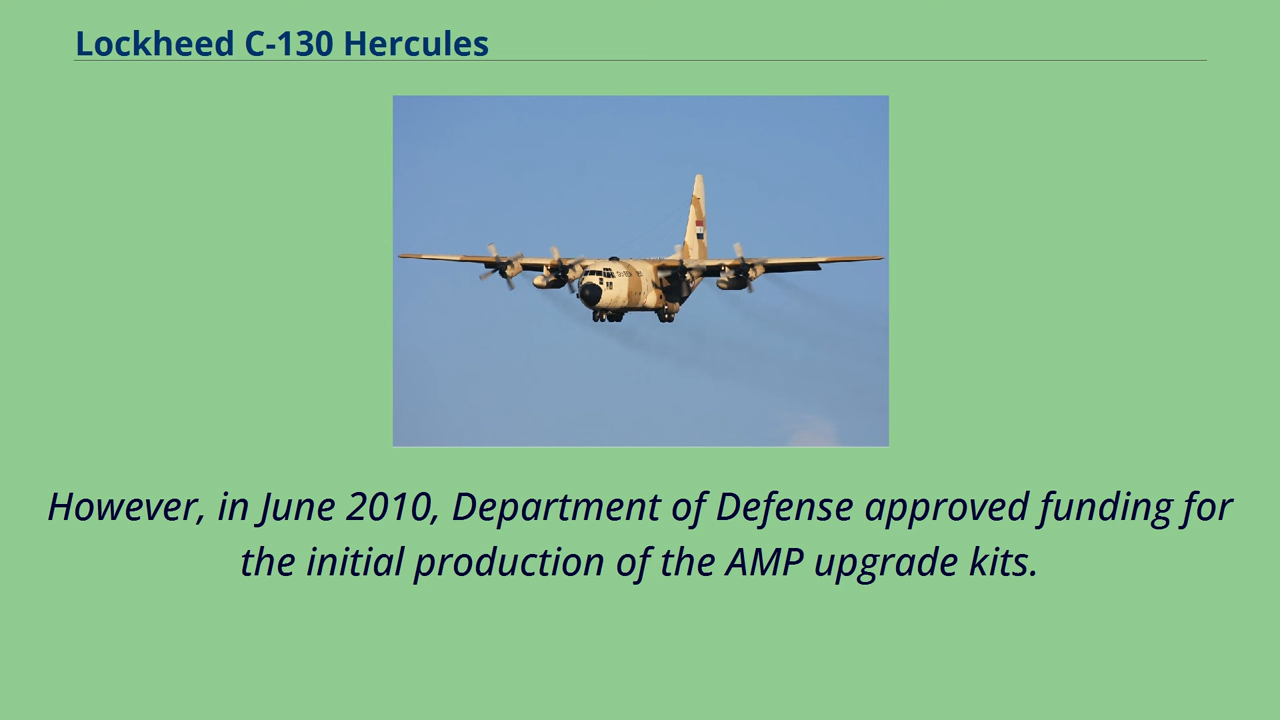 Lockheed C-130 Hercules
However, in June 2010, Department of Defense approved funding for
the initial production of the AMP upgrade kits.